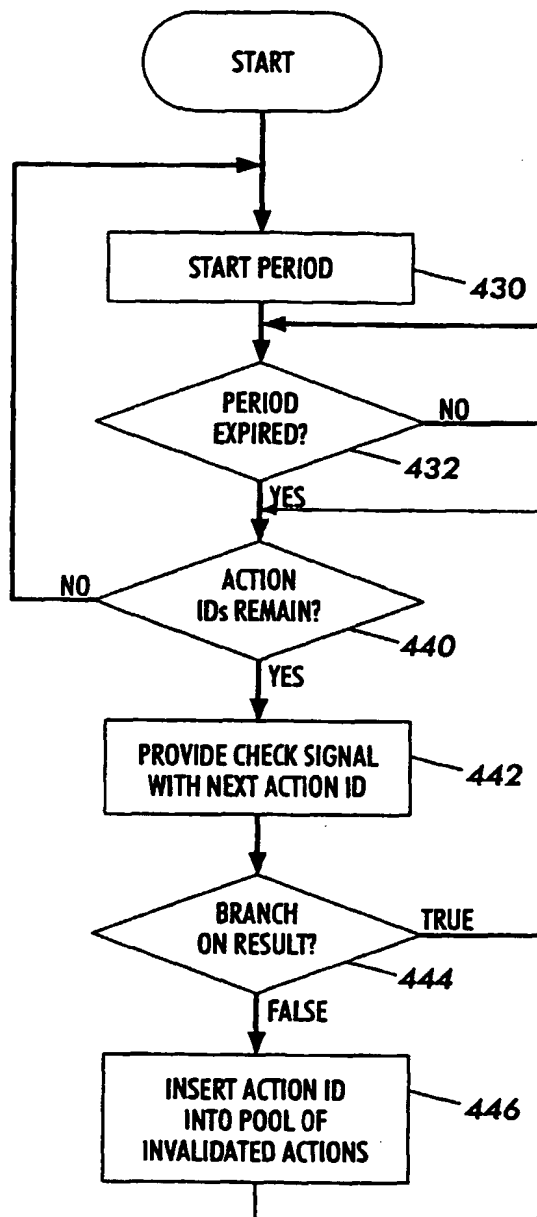 START
START PERIOD
430
PERIOD
EXPIRED?
NO
432
YES
ACTION
IDs REMAIN?
NO
440
YES
PROVIDE CHECK SIGNAL
WITH NEXT ACTION ID
442
BRANCH
ON RESULT?
TRUE
444
FALSE
INSERT ACTION ID
INTO POOL OF
INVALIDATED ACTIONS
446